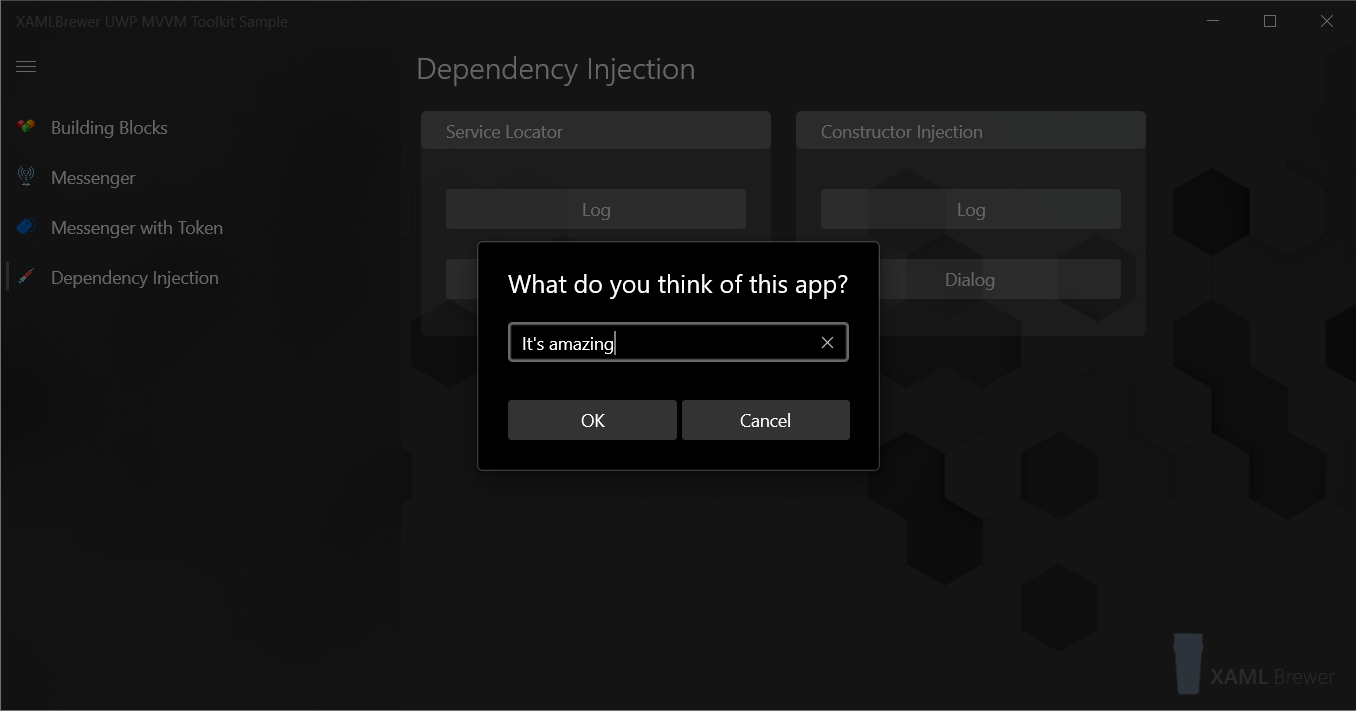 XAMLBrewer UWP MVVM Toolkit Sample
Dependency Injection
Building Blocks
Messenger
Messenger with Token
Dependency Injection
Service Locator
Log
Constructor Injection
Log
Dialog
What do you think of this app?
It's amazing
OK
Cancel
XAML Brewer